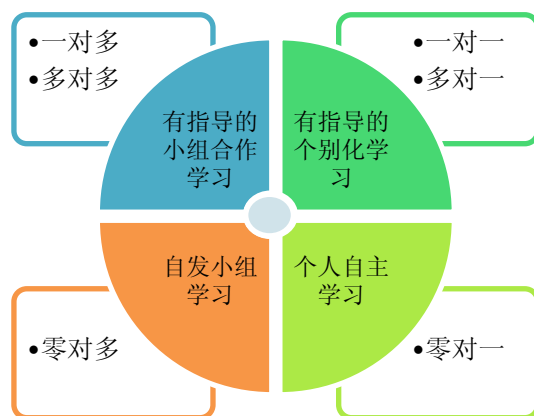 •一对多
•多对多
•一对一
•多对一
有指导的
小组合作
学习
有指导的
个别化学
习
自发小组
学习
个人自主
学习
•零对多
•零对一